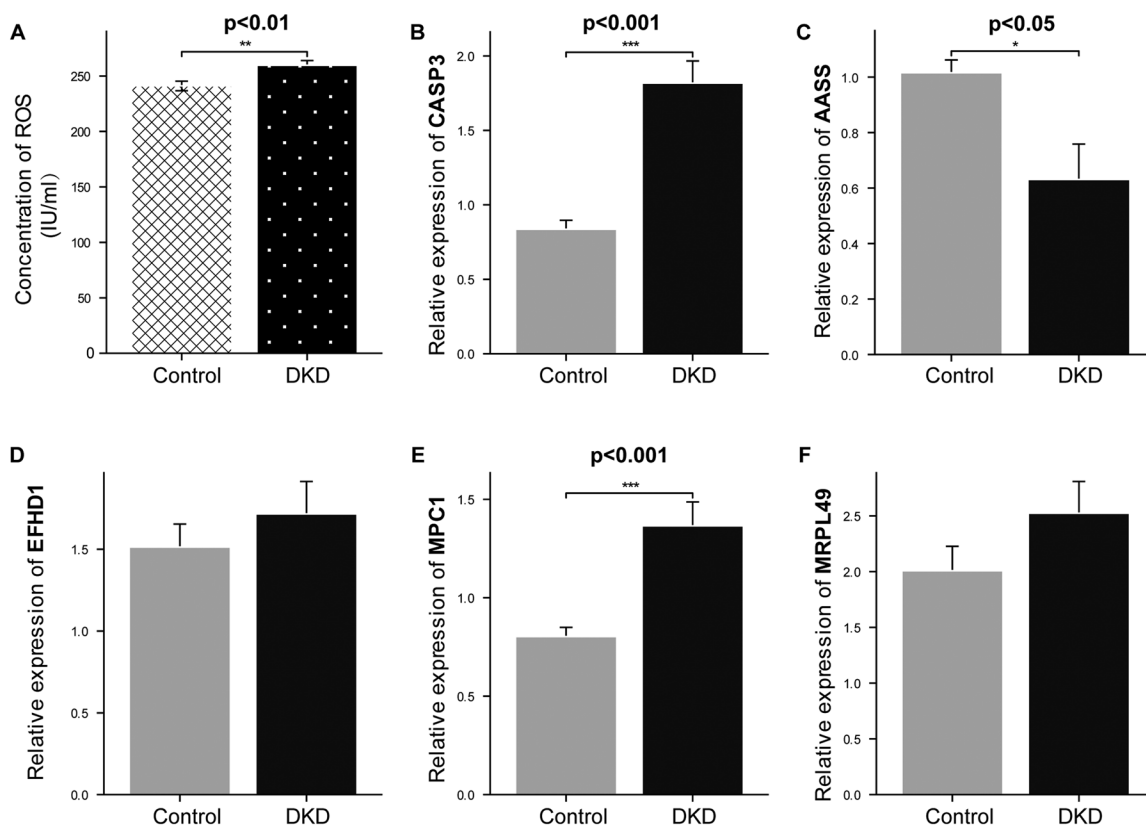 A
p<0.01
**
Concentration of ROS
(IU/ml)
250
200
150
100
50
0
Control
DKD
B
p<0.001
***
Relative expression of CASP3
2.0
1.5
1.0
0.5
0.0
Control
DKD
C
p<0.05
*
Relative expression of AASS
1.0
0.8
0.6
0.4
0.2
0.0
Control
DKD
D
Relative expression of EFHD1
1.5
1.0
0.5
0.0
Control
DKD
E
p<0.001
***
Relative expression of MPC1
1.5
1.0
0.5
0.0
Control
DKD
F
Relative expression of MRPL49
2.5
2.0
1.5
1.0
0.5
0.0
Control
DKD